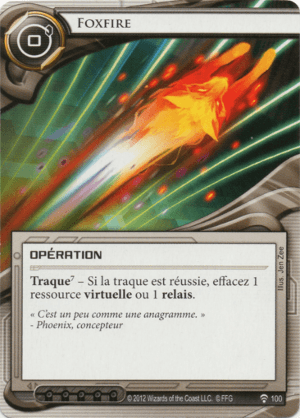 FOXFIRE
OPÉRATION
Traque⁷ – Si la traque est réussie, effacez 1
ressource virtuelle ou 1 relais.
« C'est un peu comme une anagramme. »
- Phoenix, concepteur
Illus. Jen Zee
© 2012 Wizards of the Coast LLC. © FFG
100